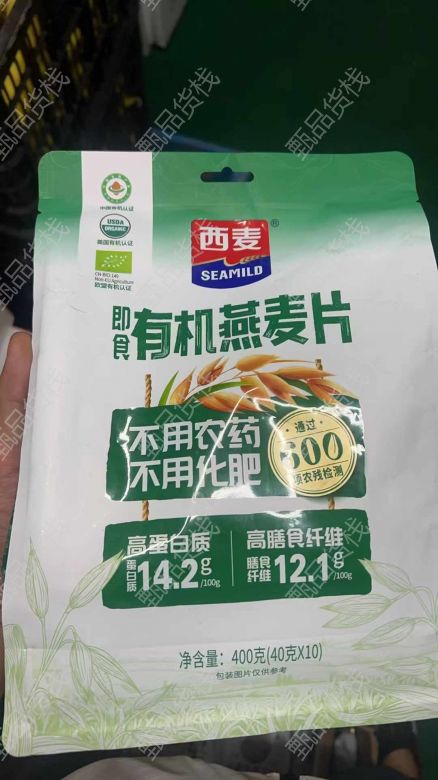 中国有机认证
USDA
ORGANIC
美国有机认证
CN-BIO-140
Non-EU Agriculture
欧盟有机认证
西麦®
SEAMILD
即食
有机燕麦片
不用农药
不用化肥
通过
600
项农残检测
高蛋白质
蛋白质 14.2g/100g
高膳食纤维
膳食纤维 12.1g/100g
净含量：400克(40克X10)
包装图片仅供参考
甄品货栈